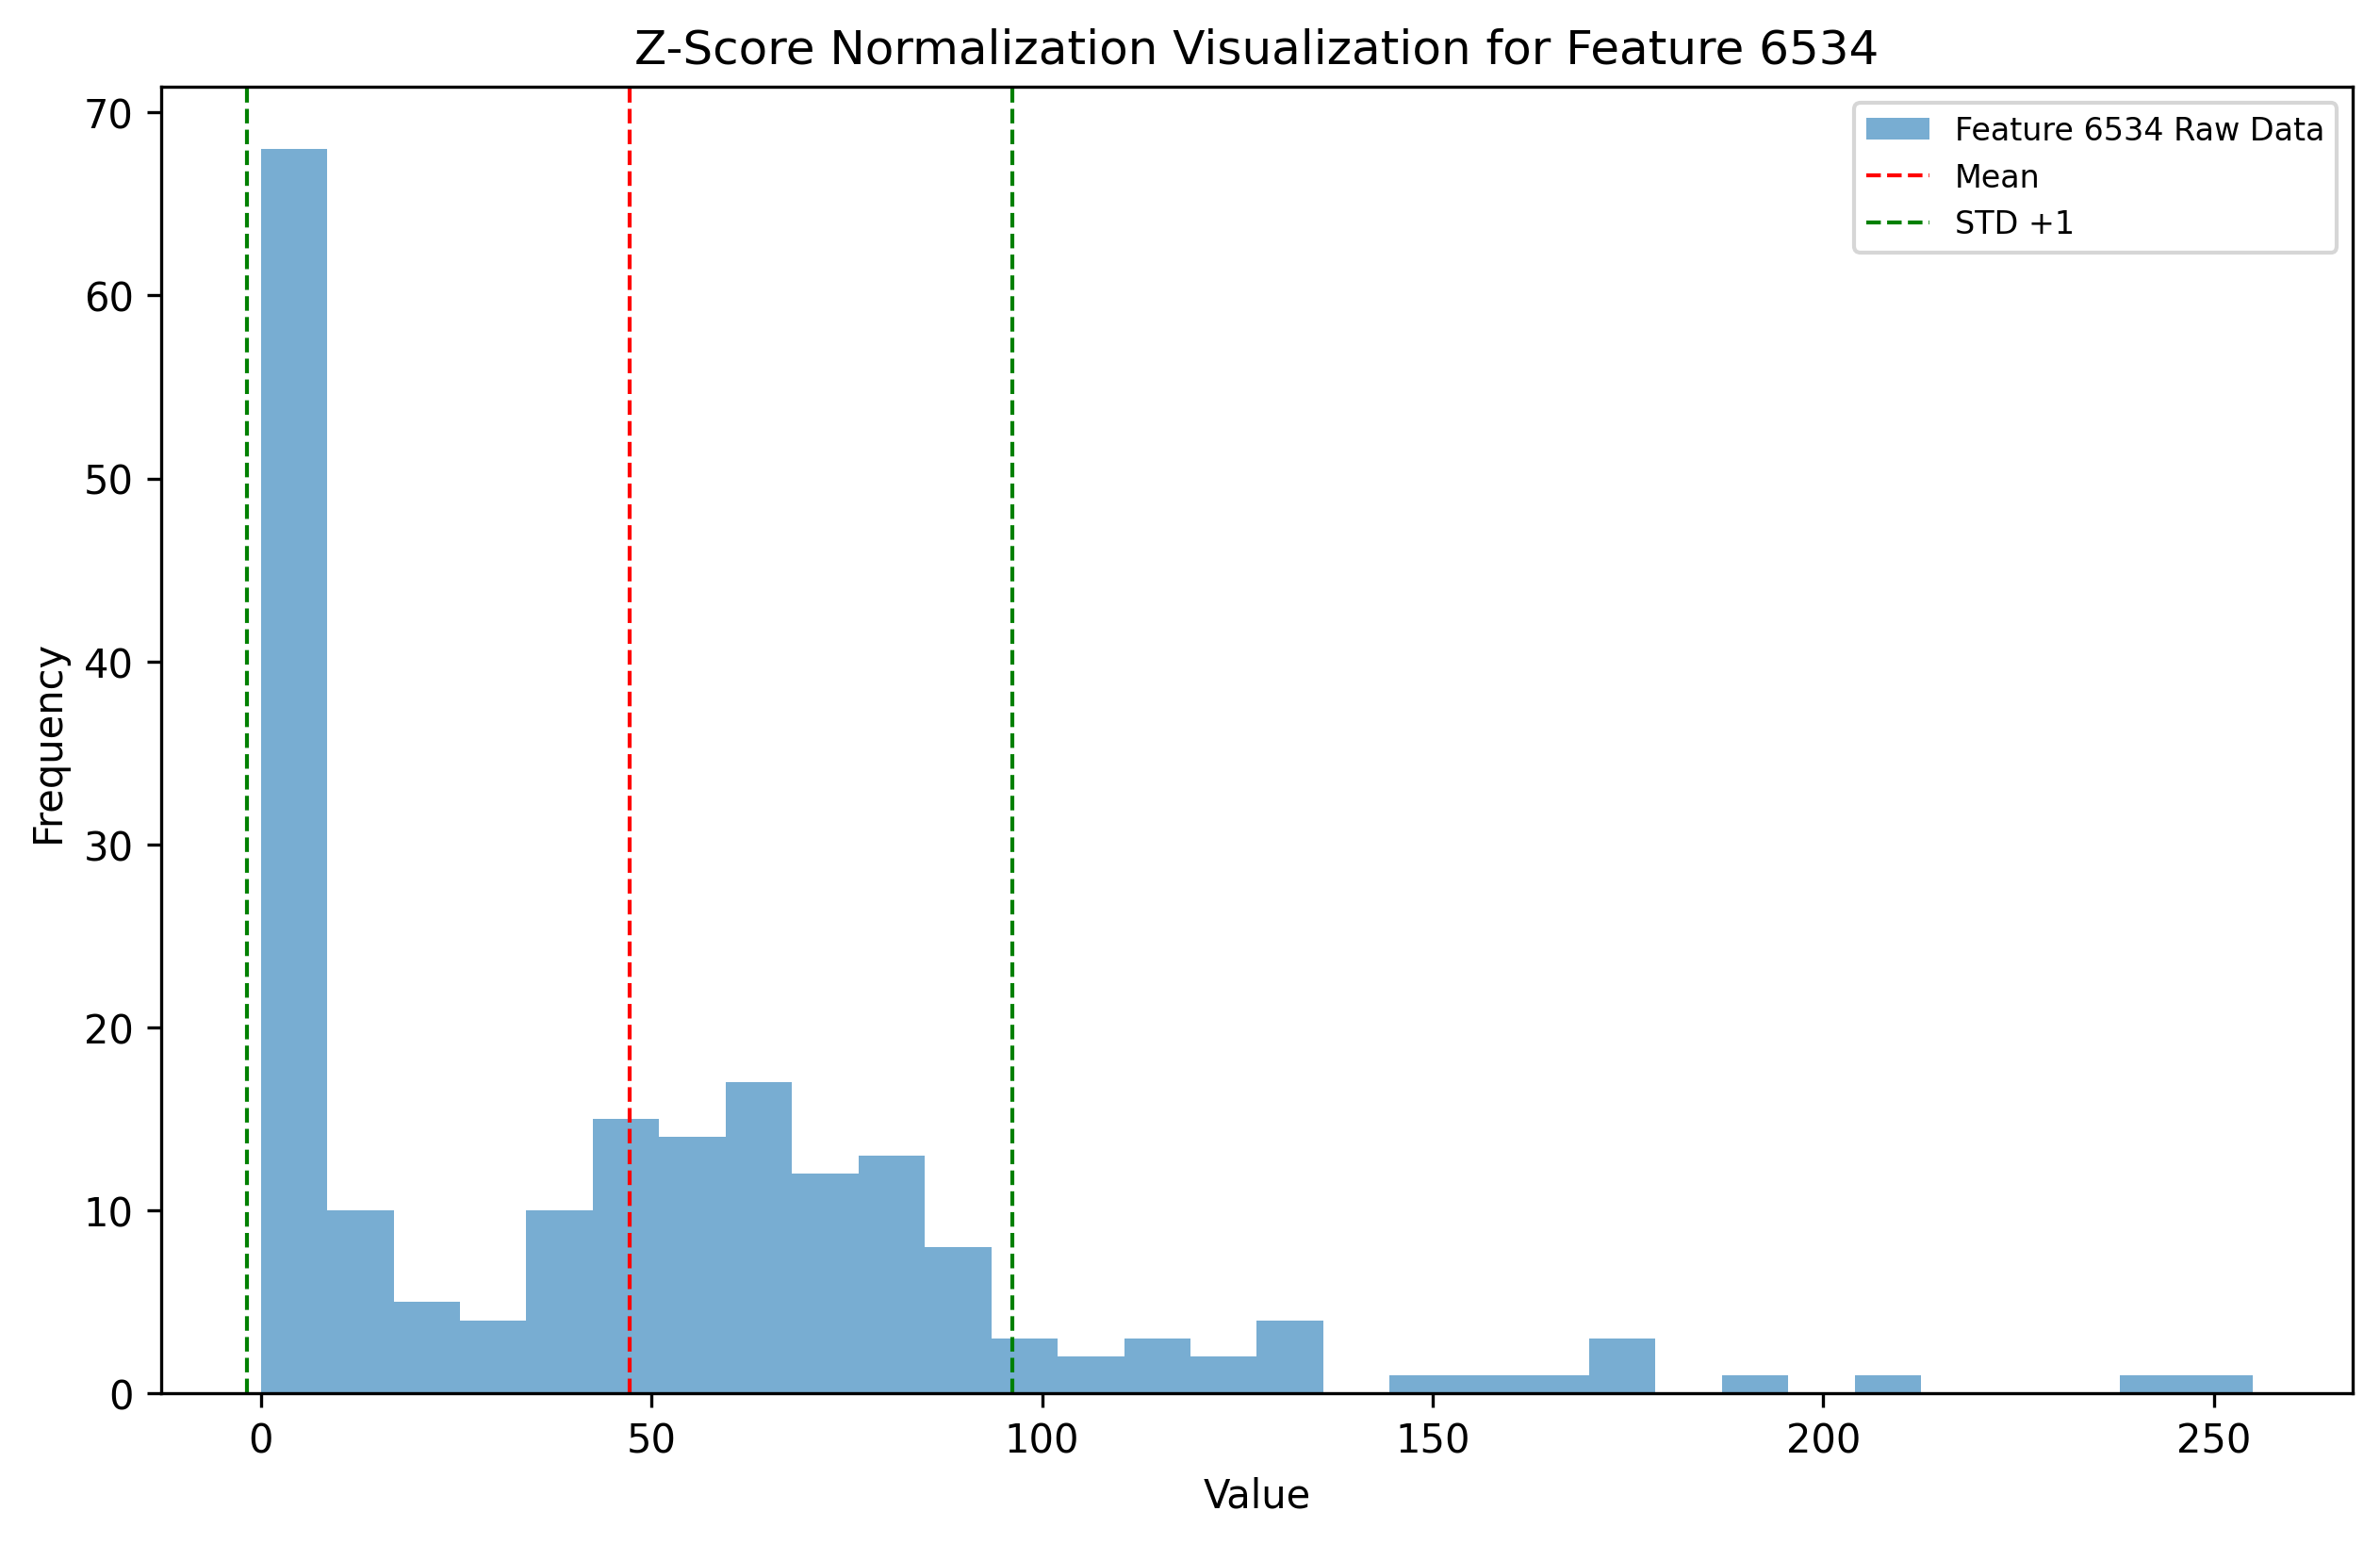 Z-Score Normalization Visualization for Feature 6534
Feature 6534 Raw Data
Mean
STD +1
70
60
50
40
30
20
10
0
Frequency
0 50 100 150 200 250
Value